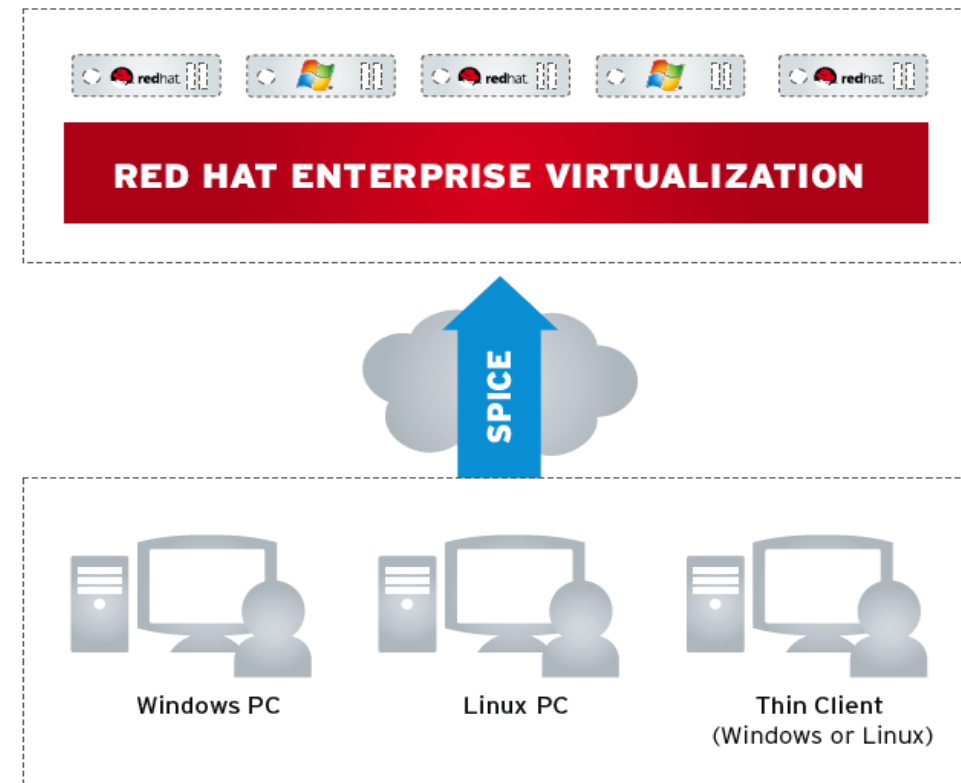 redhat
redhat
redhat
RED HAT ENTERPRISE VIRTUALIZATION
SPICE
Windows PC
Linux PC
Thin Client
(Windows or Linux)